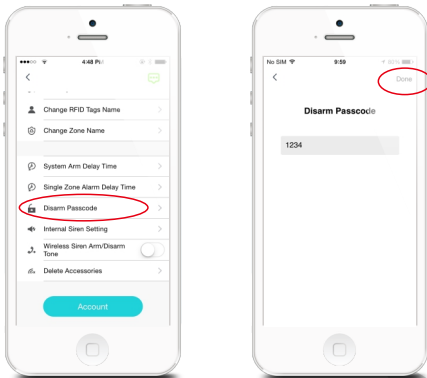 4:48 PM
Change RFID Tags Name
Change Zone Name
System Arm Delay Time
Single Zone Alarm Delay Time
Disarm Passcode
Internal Siren Setting
Wireless Siren Arm/Disarm
Tone
Delete Accessories
Account
No SIM 9:59 80%
Done
Disarm Passcode
1234